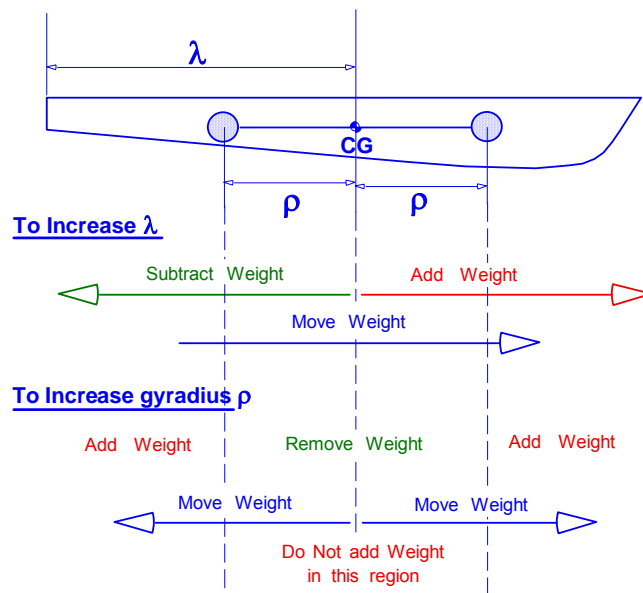 λ
CG
ρ ρ
To Increase λ
Subtract Weight Add Weight
Move Weight
To Increase gyradius ρ
Add Weight Remove Weight Add Weight
Move Weight Move Weight
Do Not add Weight
in this region